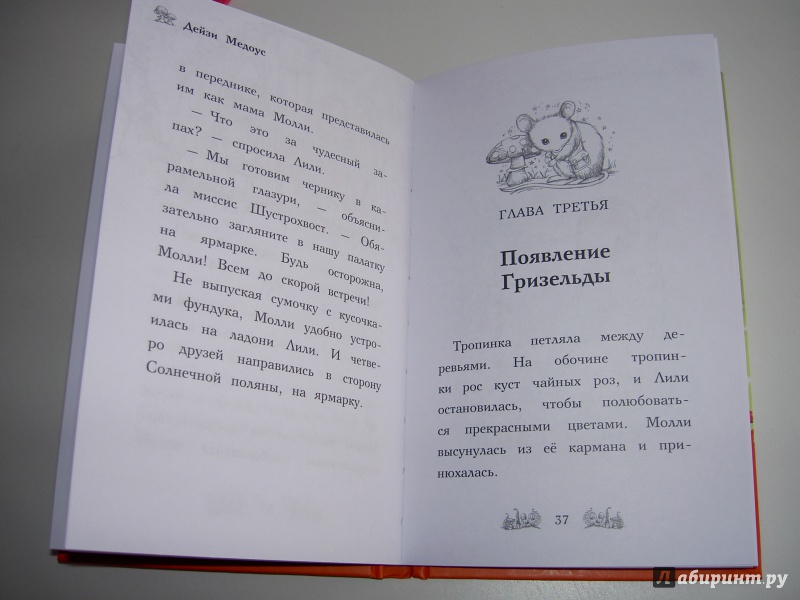 Дейзи Медоус
в переднике, которая представилась
им как мама Молли.
— Что это за чудесный за-
пах? — спросила Лили.
— Мы готовим чернику в ка-
рамельной глазури, — объясни-
ла миссис Шустрохвост. — Обя-
зательно загляните в нашу палатку
на ярмарке. Будь осторожна,
Молли! Всем до скорой встречи!
Не выпуская сумочку с кусочка-
ми фундука, Молли удобно устро-
илась на ладони Лили. И четве-
ро друзей направились в сторону
Солнечной поляны, на ярмарку.
ГЛАВА ТРЕТЬЯ
Появление
Гризельды
Тропинка петляла между де-
ревьями. На обочине тропин-
ки рос куст чайных роз, и Лили
остановилась, чтобы полюбовать-
ся прекрасными цветами. Молли
высунулась из её кармана и при-
нюхалась.
37
Лабиринт.ру